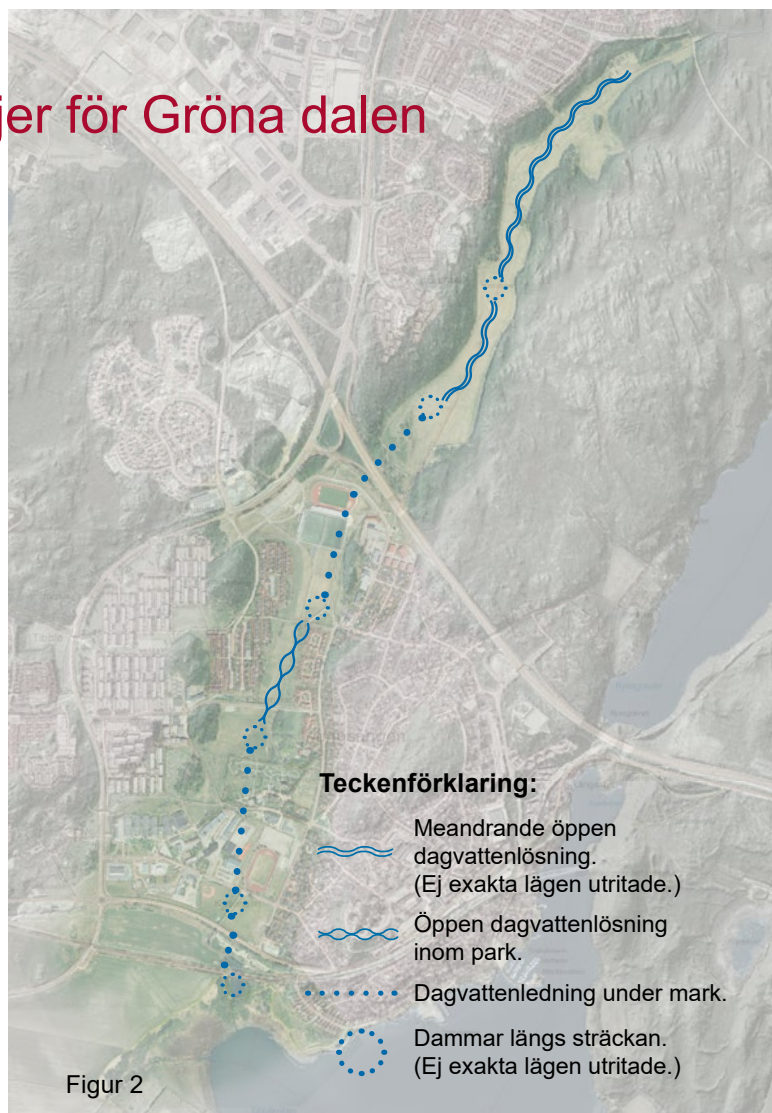 jer för Gröna dalen
Teckenförklaring:
Meandrande öppen
dagvattenlösning.
(Ej exakta lägen utritade.)
Öppen dagvattenlösning
inom park.
Dagvattenledning under mark.
Dammar längs sträckan.
(Ej exakta lägen utritade.)
Figur 2